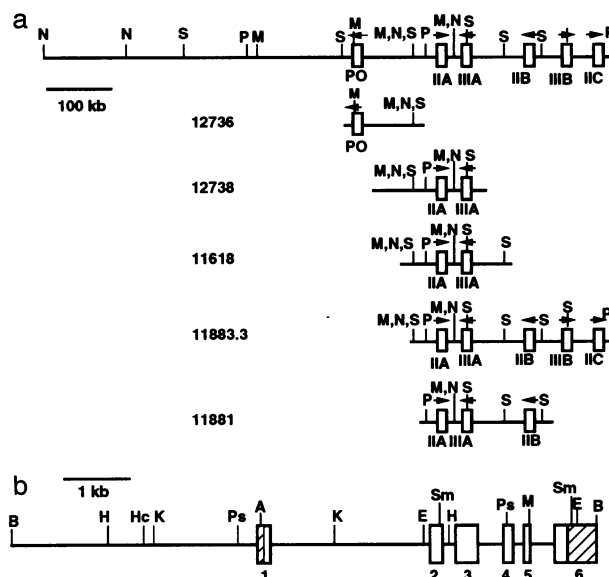 a
N N S P M S M M,N,S P M,N S S S P
PO IIA IIIA IIB IIIB IIC
100 kb
12736 M M,N,S
PO
12738 M,N,S P M,N S
IIA IIIA
11618 M,N,S P M,N S S
IIA IIIA
11883.3 M,N,S P M,N S S S S P
IIA IIIA IIB IIIB IIC
11881 P M,N S S S
IIA IIIA IIB
b
1 kb
B H Hc K Ps A K E Sm H Ps M Sm E B
1 2 3 4 5 6